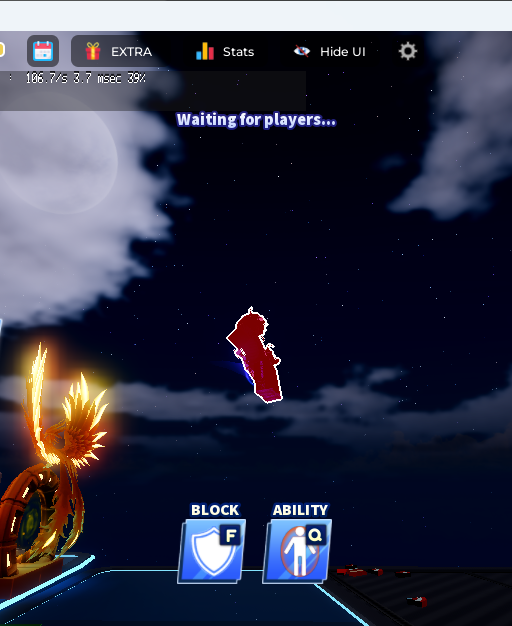 EXTRA
Stats
Hide UI
: 106.7/s 3.7 msec 39%
Waiting for players...
BLOCK
ABILITY
F
Q